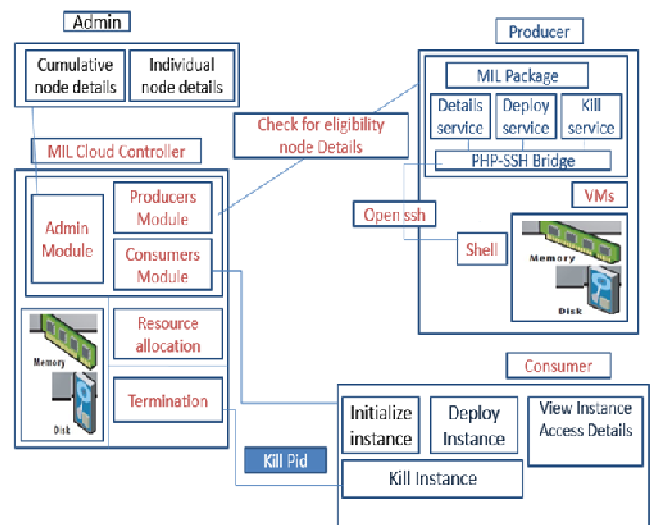 Admin
Cumulative
node details
Individual
node details
MIL Cloud Controller
Admin
Module
Producers
Module
Consumers
Module
Memory
Disk
Resource
allocation
Termination
Check for eligibility
node Details
Producer
MIL Package
Details
service
Deploy
service
Kill
service
PHP-SSH Bridge
VMs
Open ssh
Shell
Memory
Disk
Consumer
Initialize
instance
Deploy
Instance
View Instance
Access Details
Kill Instance
Kill Pid